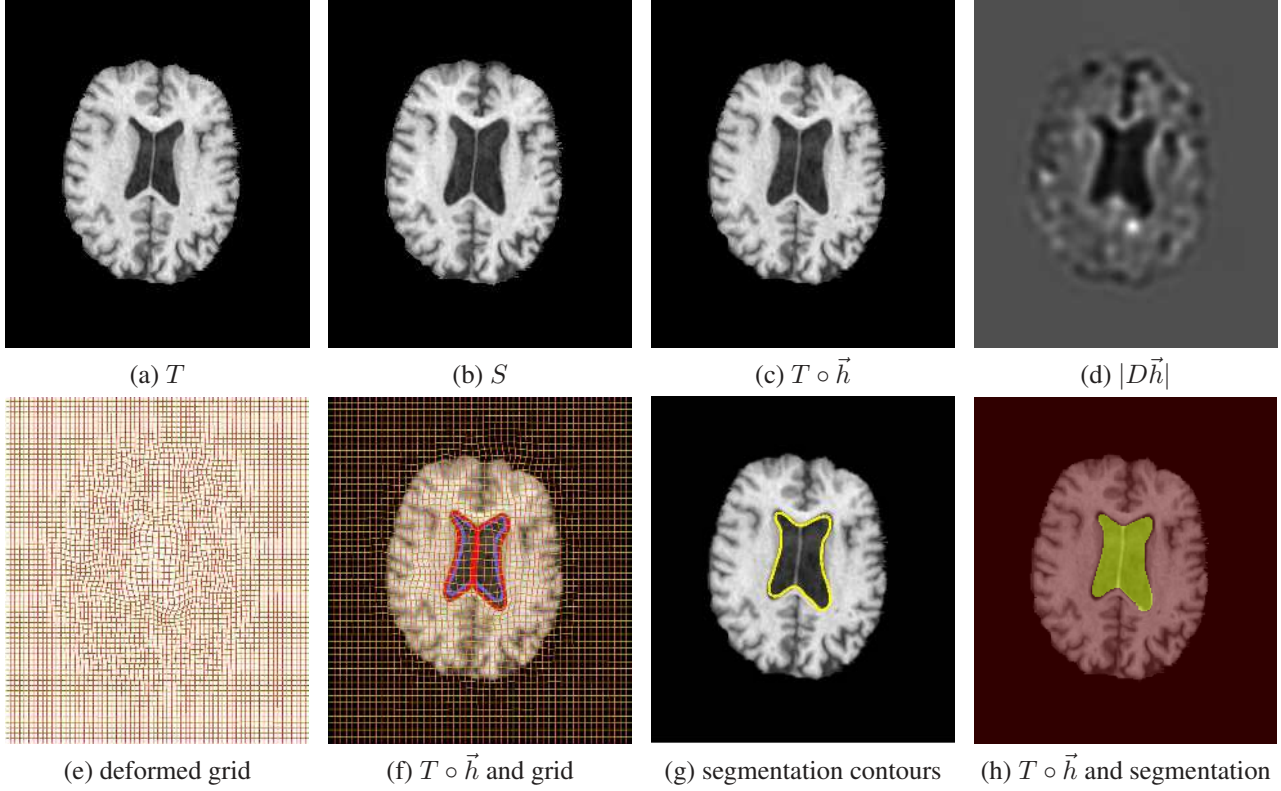 (a) T
(b) S
(c) T ∘ h⃗
(d) |Dh⃗|
(e) deformed grid
(f) T ∘ h⃗ and grid
(g) segmentation contours
(h) T ∘ h⃗ and segmentation